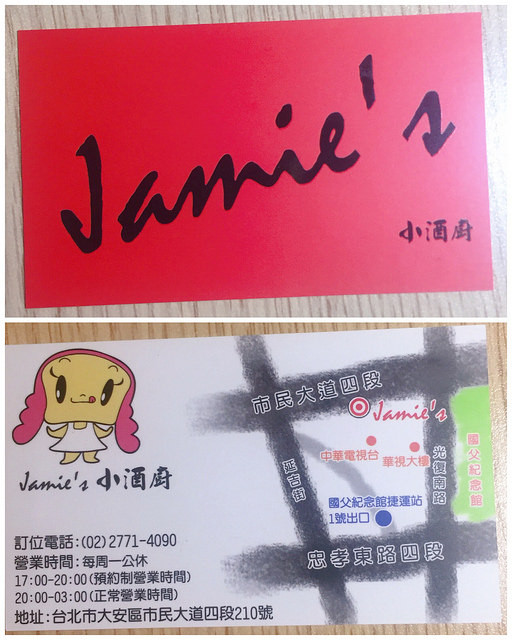 Jamie's
小酒廚
市民大道四段
Jamie's
中華電視台
華視大樓
延吉街
光復南路
國父紀念館
國父紀念館捷運站
1號出口
忠孝東路四段
Jamie's 小酒廚
訂位電話:(02)2771-4090
營業時間:每周一公休
17:00-20:00(預約制營業時間)
20:00-03:00(正常營業時間)
地址:台北市大安區市民大道四段210號